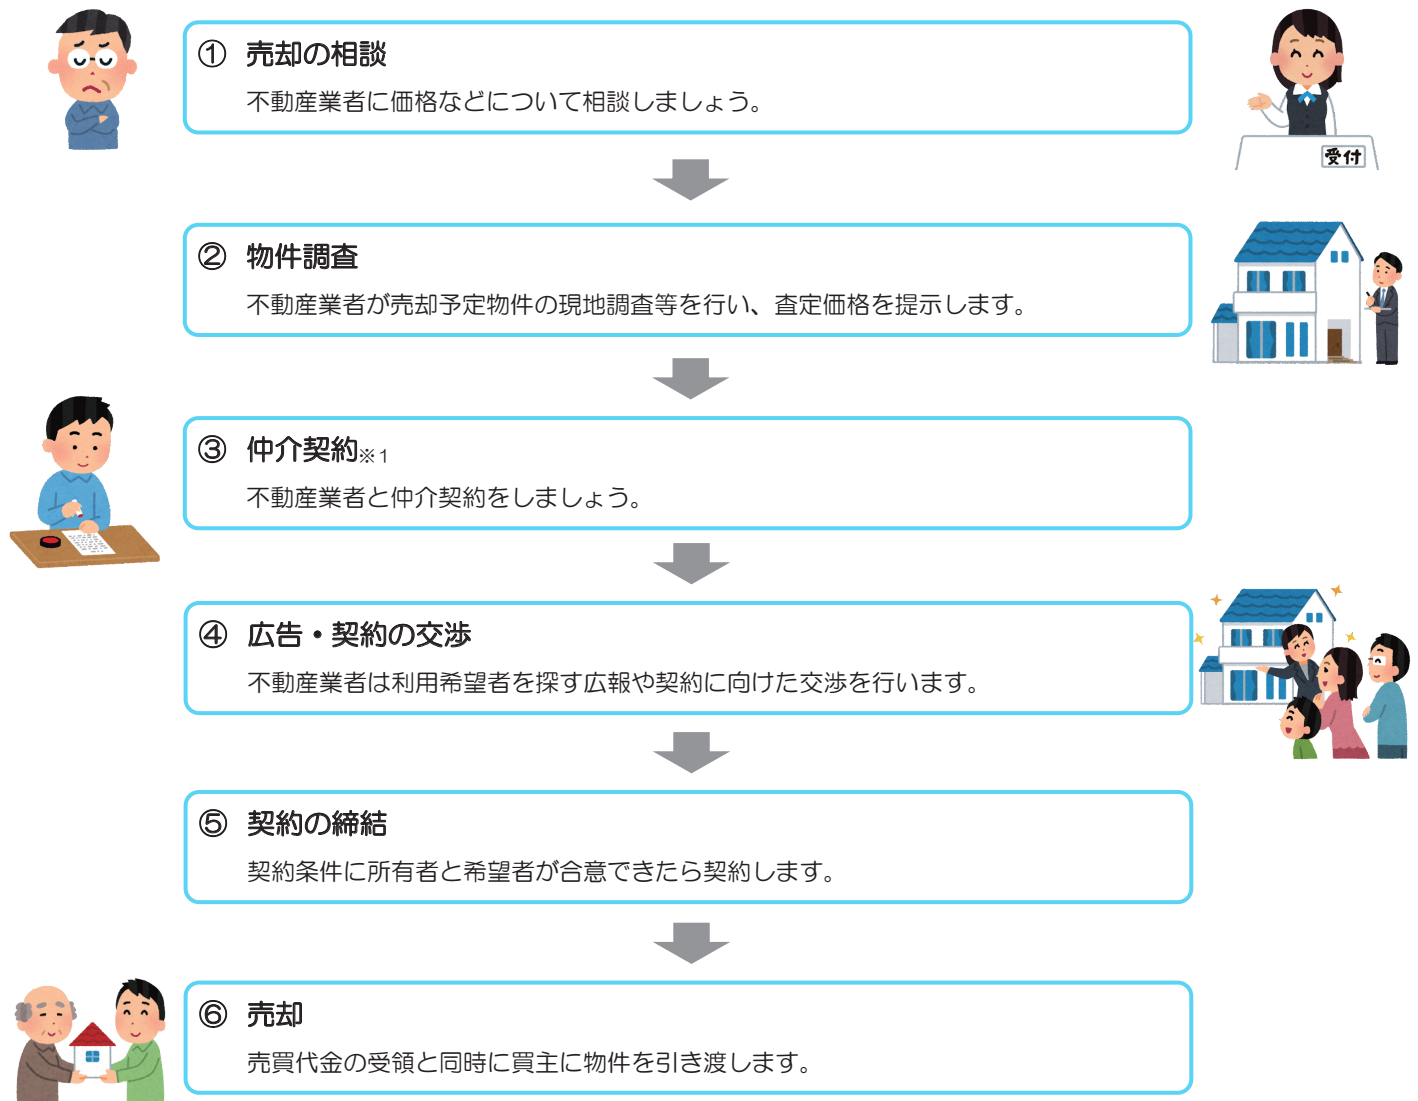 ① 売却の相談
不動産業者に価格などについて相談しましょう。
受付
② 物件調査
不動産業者が売却予定物件の現地調査等を行い、査定価格を提示します。
③ 仲介契約※1
不動産業者と仲介契約をしましょう。
④ 広告・契約の交渉
不動産業者は利用希望者を探す広報や契約に向けた交渉を行います。
⑤ 契約の締結
契約条件に所有者と希望者が合意できたら契約します。
⑥ 売却
売買代金の受領と同時に買主に物件を引き渡します。